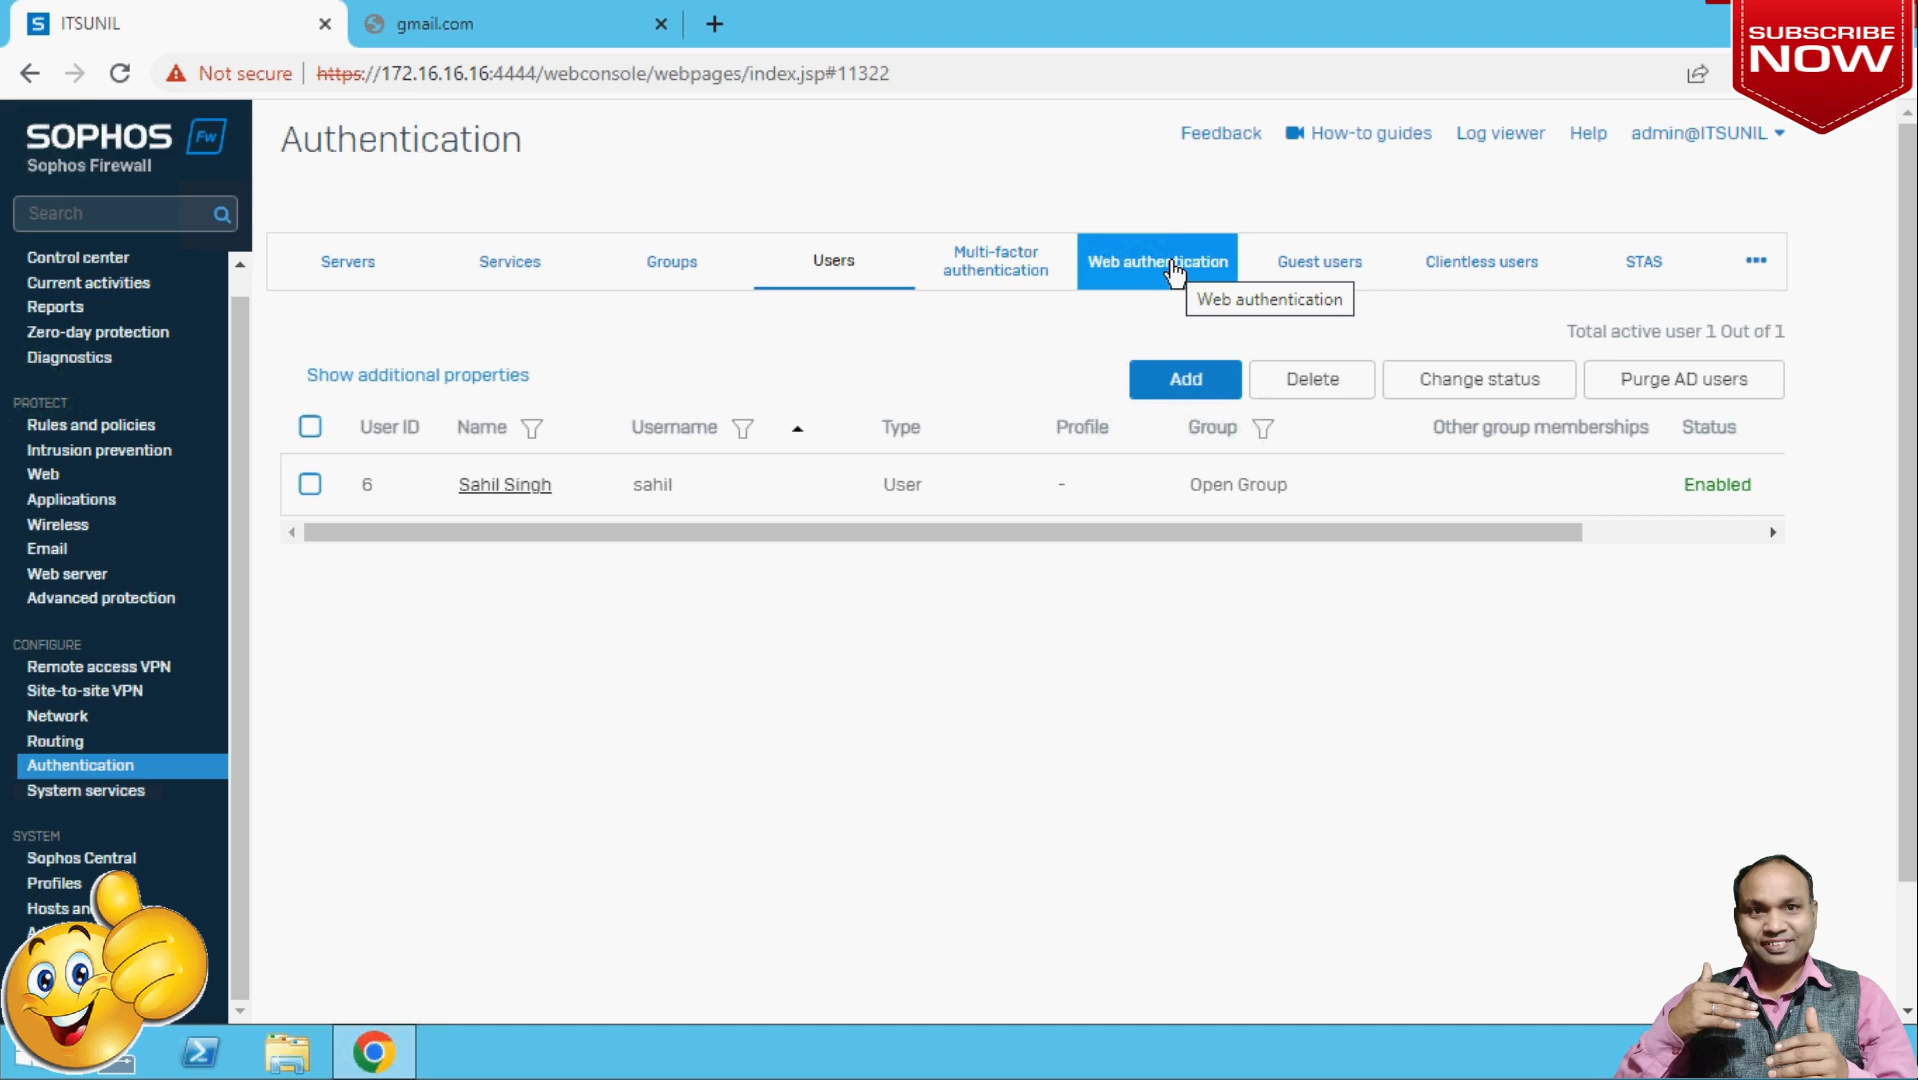 ITSUNIL
gmail.com
SUBSCRIBE
NOW
Not secure
https://172.16.16.16:4444/webconsole/webpages/index.jsp#11322
SOPHOS Fw
Sophos Firewall
Search
Control center
Current activities
Reports
Zero-day protection
Diagnostics
PROTECT
Rules and policies
Intrusion prevention
Web
Applications
Wireless
Email
Web server
Advanced protection
CONFIGURE
Remote access VPN
Site-to-site VPN
Network
Routing
Authentication
System services
SYSTEM
Sophos Central
Profiles
Hosts an
Authentication
Feedback How-to guides Log viewer Help admin@ITSUNIL
Servers Services Groups Users Multi-factor authentication Web authentication Guest users Clientless users STAS
Web authentication
Total active user 1 Out of 1
Show additional properties Add Delete Change status Purge AD users
User ID Name Username Type Profile Group Other group memberships Status
6 Sahil Singh sahil User - Open Group Enabled